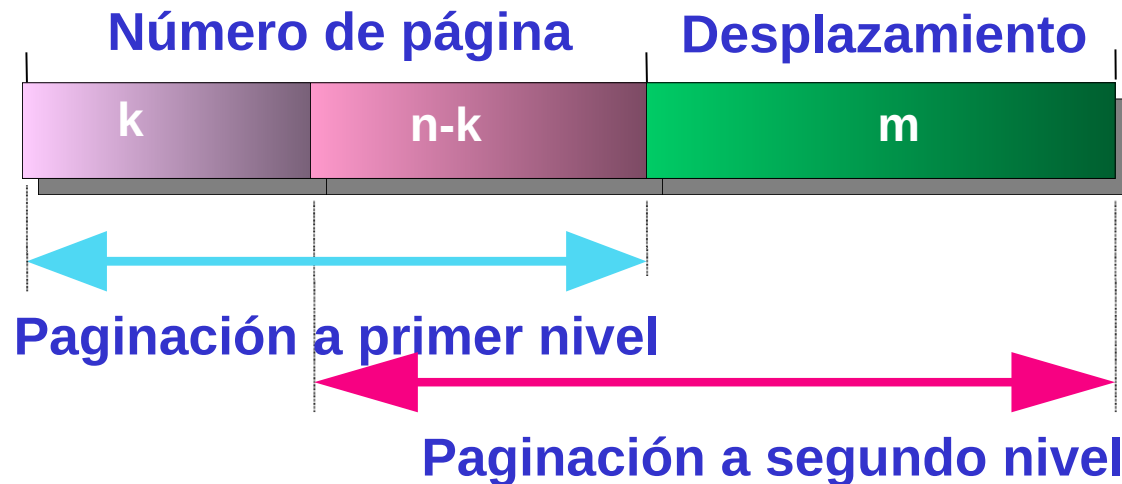 Número de página
Desplazamiento
k
n-k
m
Paginación a primer nivel
Paginación a segundo nivel